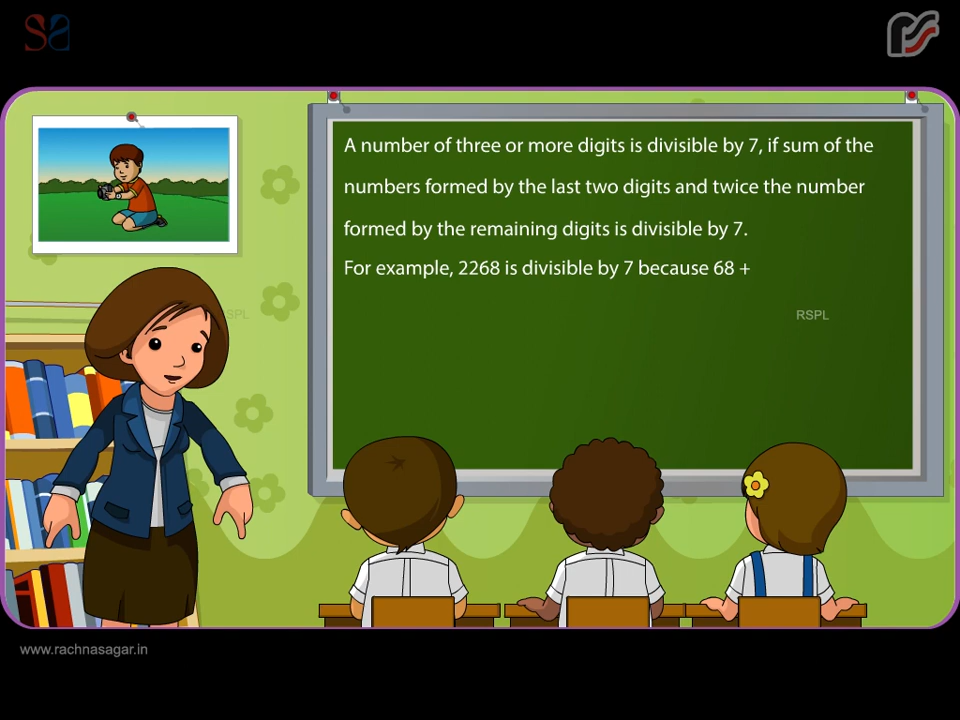 sa
A number of three or more digits is divisible by 7, if sum of the
numbers formed by the last two digits and twice the number
formed by the remaining digits is divisible by 7.
For example, 2268 is divisible by 7 because 68 +
SPL
RSPL
www.rachnasagar.in